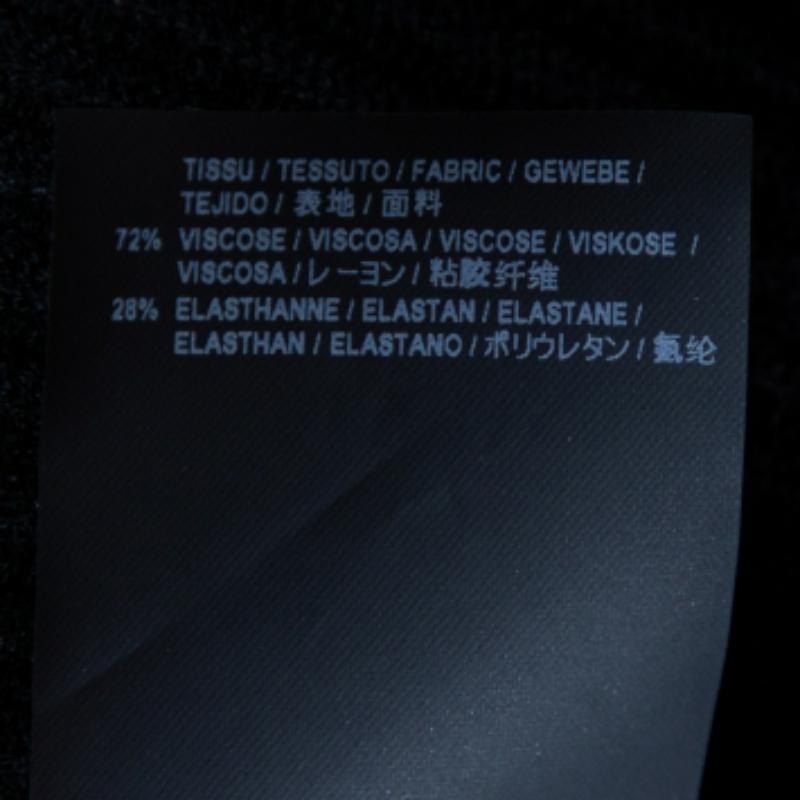 TISSU / TESSUTO / FABRIC / GEWEBE /
TEJIDO / 表地 / 面料
72% VISCOSE / VISCOSA / VISCOSE / VISKOSE /
VISCOSA / レーヨン / 粘胶纤维
28% ELASTHANNE / ELASTAN / ELASTANE /
ELASTHAN / ELASTANO / ポリウレタン / 氨纶